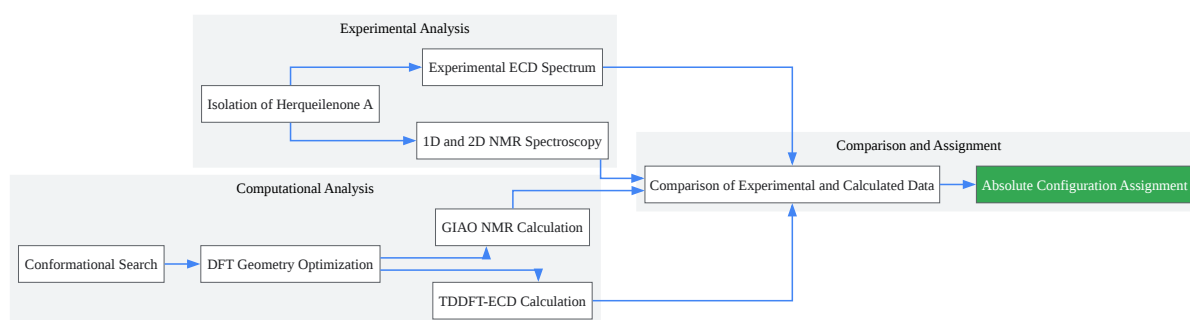 Experimental Analysis
Experimental ECD Spectrum
Isolation of Herqueilenone A
1D and 2D NMR Spectroscopy
Comparison and Assignment
Comparison of Experimental and Calculated Data
Absolute Configuration Assignment
Computational Analysis
GIAO NMR Calculation
Conformational Search
DFT Geometry Optimization
TDDFT-ECD Calculation